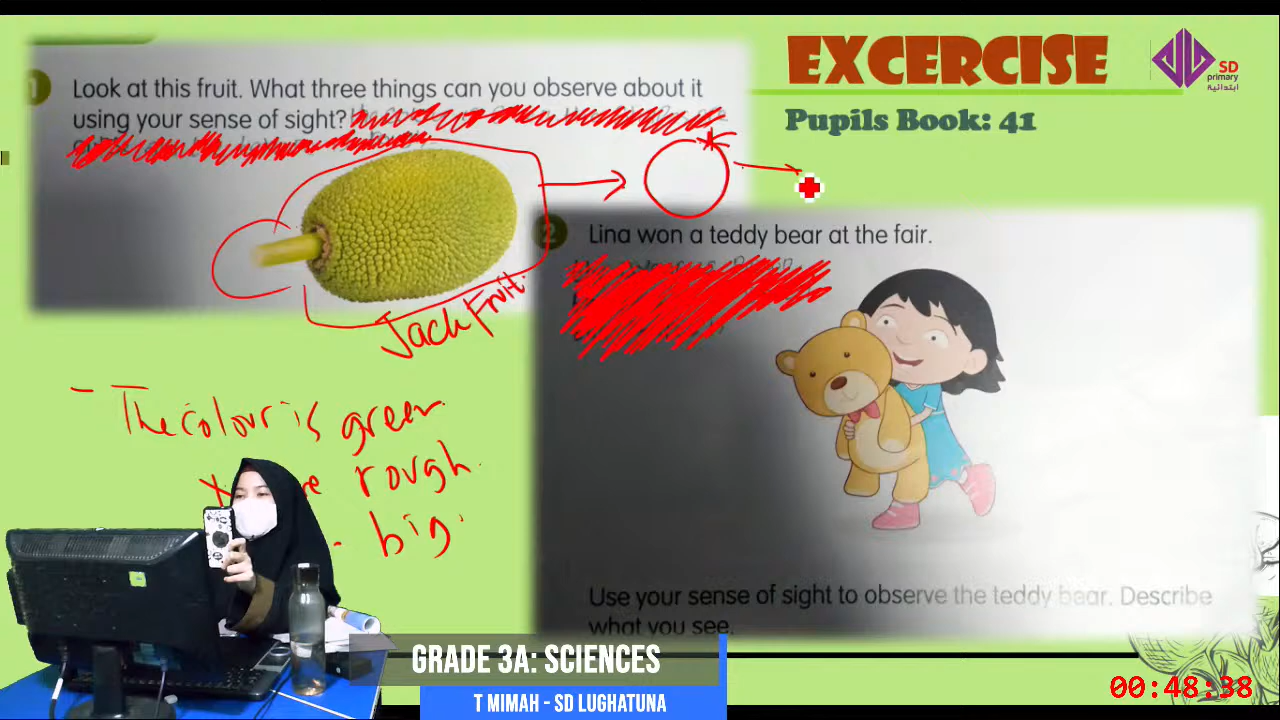 EXCERCISE
SD
primary
ابتدائية
Pupils Book: 41
1
Look at this fruit. What three things can you observe about it
using your sense of sight?
2
Lina won a teddy bear at the fair.
Jack Fruit.
- The colour is green
rough.
- big.
Use your sense of sight to observe the teddy bear. Describe
what you see.
GRADE 3A: SCIENCES
T MIMAH - SD LUGHATUNA
00:48:38